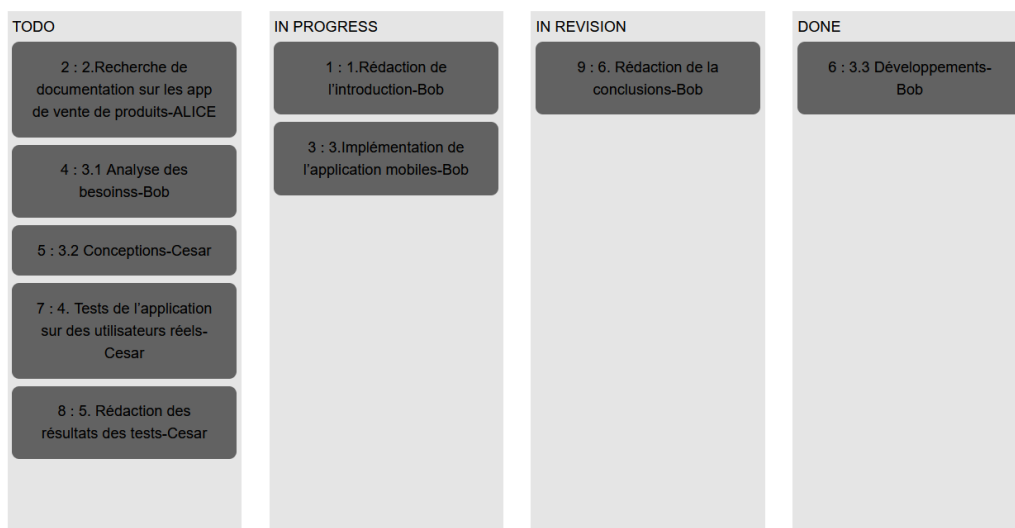 TODO
2 : 2.Recherche de
documentation sur les app
de vente de produits-ALICE
4 : 3.1 Analyse des
besoinss-Bob
5 : 3.2 Conceptions-Cesar
7 : 4. Tests de l'application
sur des utilisateurs réels-
Cesar
8 : 5. Rédaction des
résultats des tests-Cesar
IN PROGRESS
1 : 1.Rédaction de
l'introduction-Bob
3 : 3.Implémentation de
l'application mobiles-Bob
IN REVISION
9 : 6. Rédaction de la
conclusions-Bob
DONE
6 : 3.3 Développements-
Bob